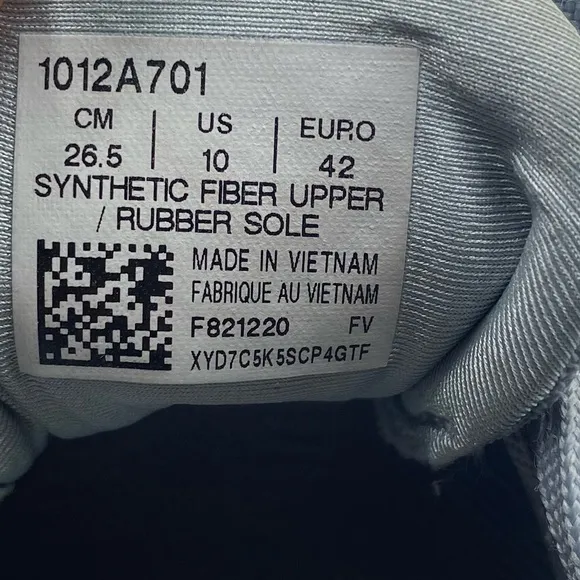 1012A701
CM | US | EURO
26.5 | 10 | 42
SYNTHETIC FIBER UPPER
/ RUBBER SOLE
MADE IN VIETNAM
FABRIQUE AU VIETNAM
F821220 FV
XYD7C5K5SCP4GTF